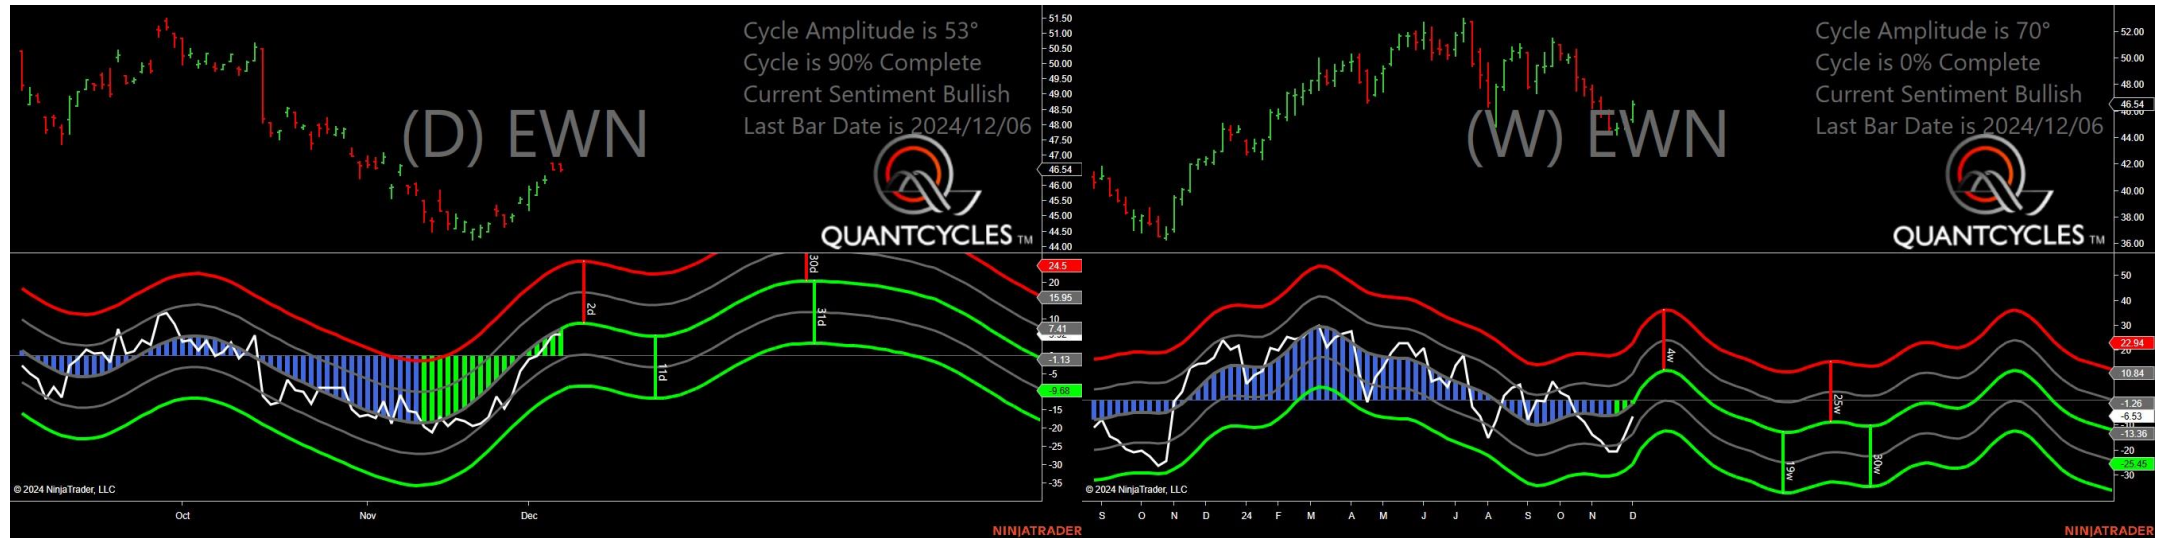 Cycle Amplitude is 53°
Cycle is 90% Complete
Current Sentiment Bullish
Last Bar Date is 2024/12/06
(D) EWN
QUANTCYCLES TM
51.50
51.00
50.50
50.00
49.50
49.00
48.50
48.00
47.50
47.00
46.54
46.00
45.50
45.00
44.50
44.00
24.5
20
15.95
10
7.41
-1.13
-5
-9.68
-15
-20
-25
-30
-35
2d
11d
30d
31d
© 2024 NinjaTrader, LLC
Oct Nov Dec
NINJATRADER
Cycle Amplitude is 70°
Cycle is 0% Complete
Current Sentiment Bullish
Last Bar Date is 2024/12/06
(W) EWN
QUANTCYCLES TM
52.00
50.00
48.00
46.54
46.00
44.00
42.00
40.00
38.00
36.00
50
40
30
22.94
20
10.84
-1.26
-6.53
-10
-13.36
-20
-25.45
-30
4w
25w
19w
30w
© 2024 NinjaTrader, LLC
S O N D 24 F M A M J J A S O N D
NINJATRADER